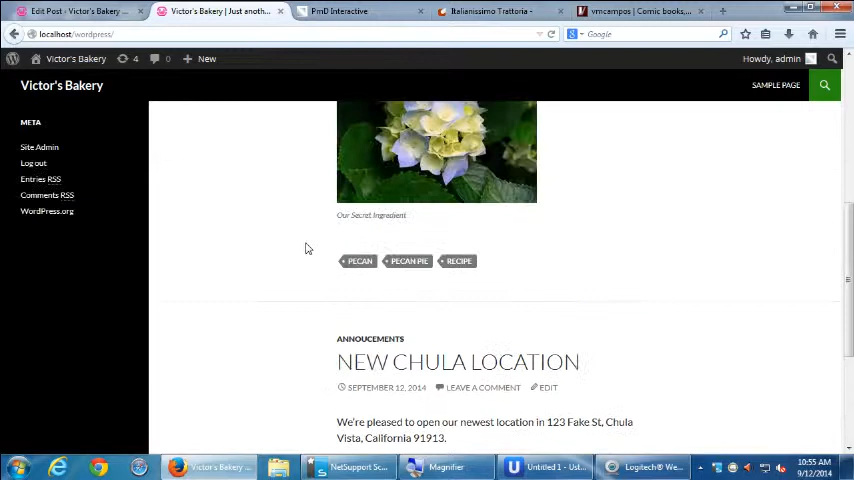 Edit Post ‹ Victor's Bakery ...
Victor's Bakery | Just anoth...
PmD Interactive
Italianissimo Trattoria -
vmcampos | Comic books,...
localhost/wordpress/
Google
Victor's Bakery
4
0
New
Howdy, admin
Victor's Bakery
SAMPLE PAGE
META
Site Admin
Log out
Entries RSS
Comments RSS
WordPress.org
Our Secret Ingredient
PECAN
PECAN PIE
RECIPE
ANNOUCEMENTS
NEW CHULA LOCATION
SEPTEMBER 12, 2014
LEAVE A COMMENT
EDIT
We're pleased to open our newest location in 123 Fake St, Chula
Vista, California 91913.
Victor's Bakery ...
NetSupport Sc...
Magnifier
Untitled 1 - Ust...
Logitech® We...
10:55 AM
9/12/2014